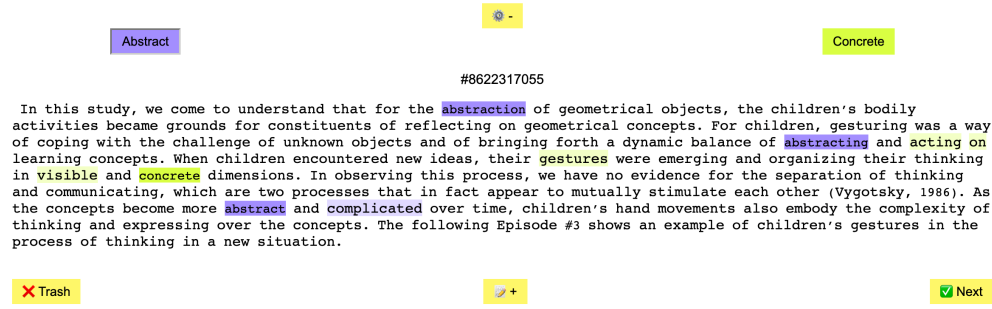 -
Abstract
Concrete
#8622317055
In this study, we come to understand that for the abstraction of geometrical objects, the children's bodily
activities became grounds for constituents of reflecting on geometrical concepts. For children, gesturing was a way
of coping with the challenge of unknown objects and of bringing forth a dynamic balance of abstracting and acting on
learning concepts. When children encountered new ideas, their gestures were emerging and organizing their thinking
in visible and concrete dimensions. In observing this process, we have no evidence for the separation of thinking
and communicating, which are two processes that in fact appear to mutually stimulate each other (Vygotsky, 1986). As
the concepts become more abstract and complicated over time, children's hand movements also embody the complexity of
thinking and expressing over the concepts. The following Episode #3 shows an example of children's gestures in the
process of thinking in a new situation.
❌ Trash
+
✅ Next